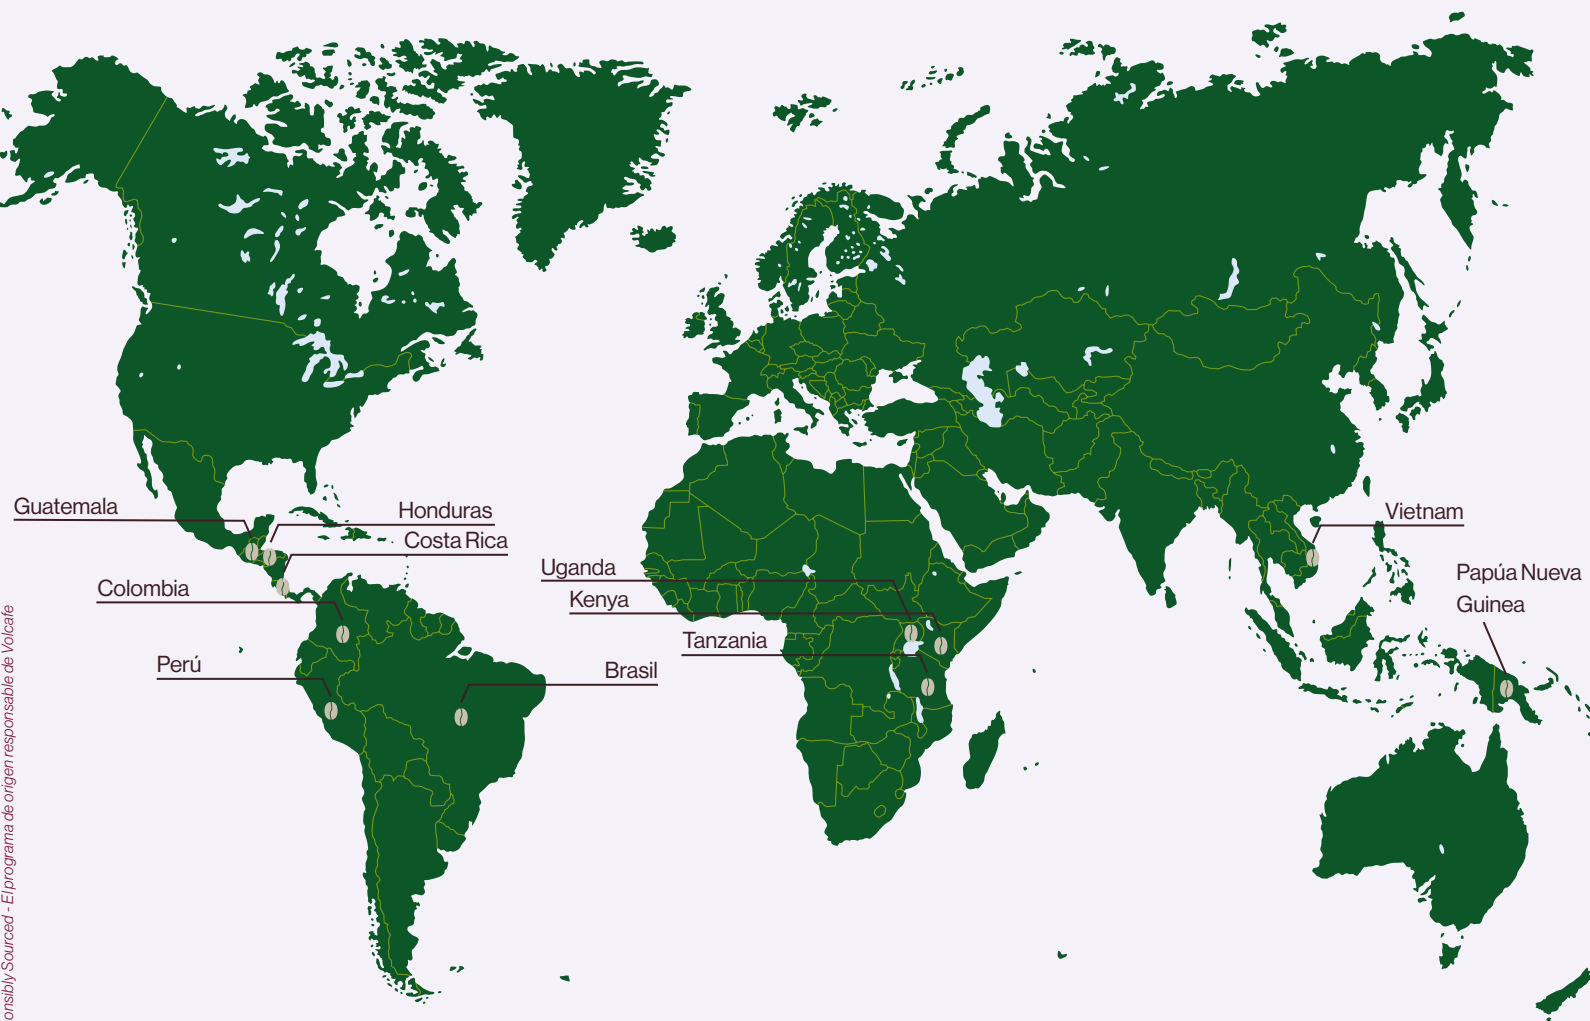 Guatemala
Honduras
Costa Rica
Colombia
Perú
Brasil
Uganda
Kenya
Tanzania
Vietnam
Papúa Nueva
Guinea
onsibly Sourced - El programa de origen responsable de Volcafe